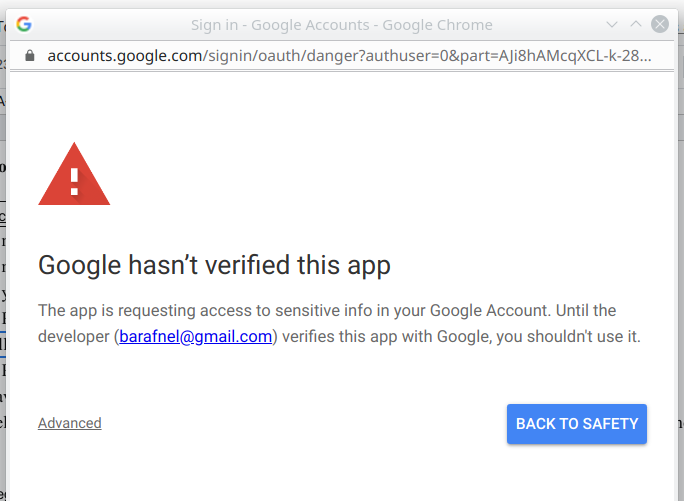 Sign in - Google Accounts - Google Chrome
accounts.google.com/signin/oauth/danger?authuser=0&part=AJi8hAMcqXCL-k-28...
Google hasn’t verified this app
The app is requesting access to sensitive info in your Google Account. Until the
developer (barafnel@gmail.com) verifies this app with Google, you shouldn't use it.
Advanced
BACK TO SAFETY